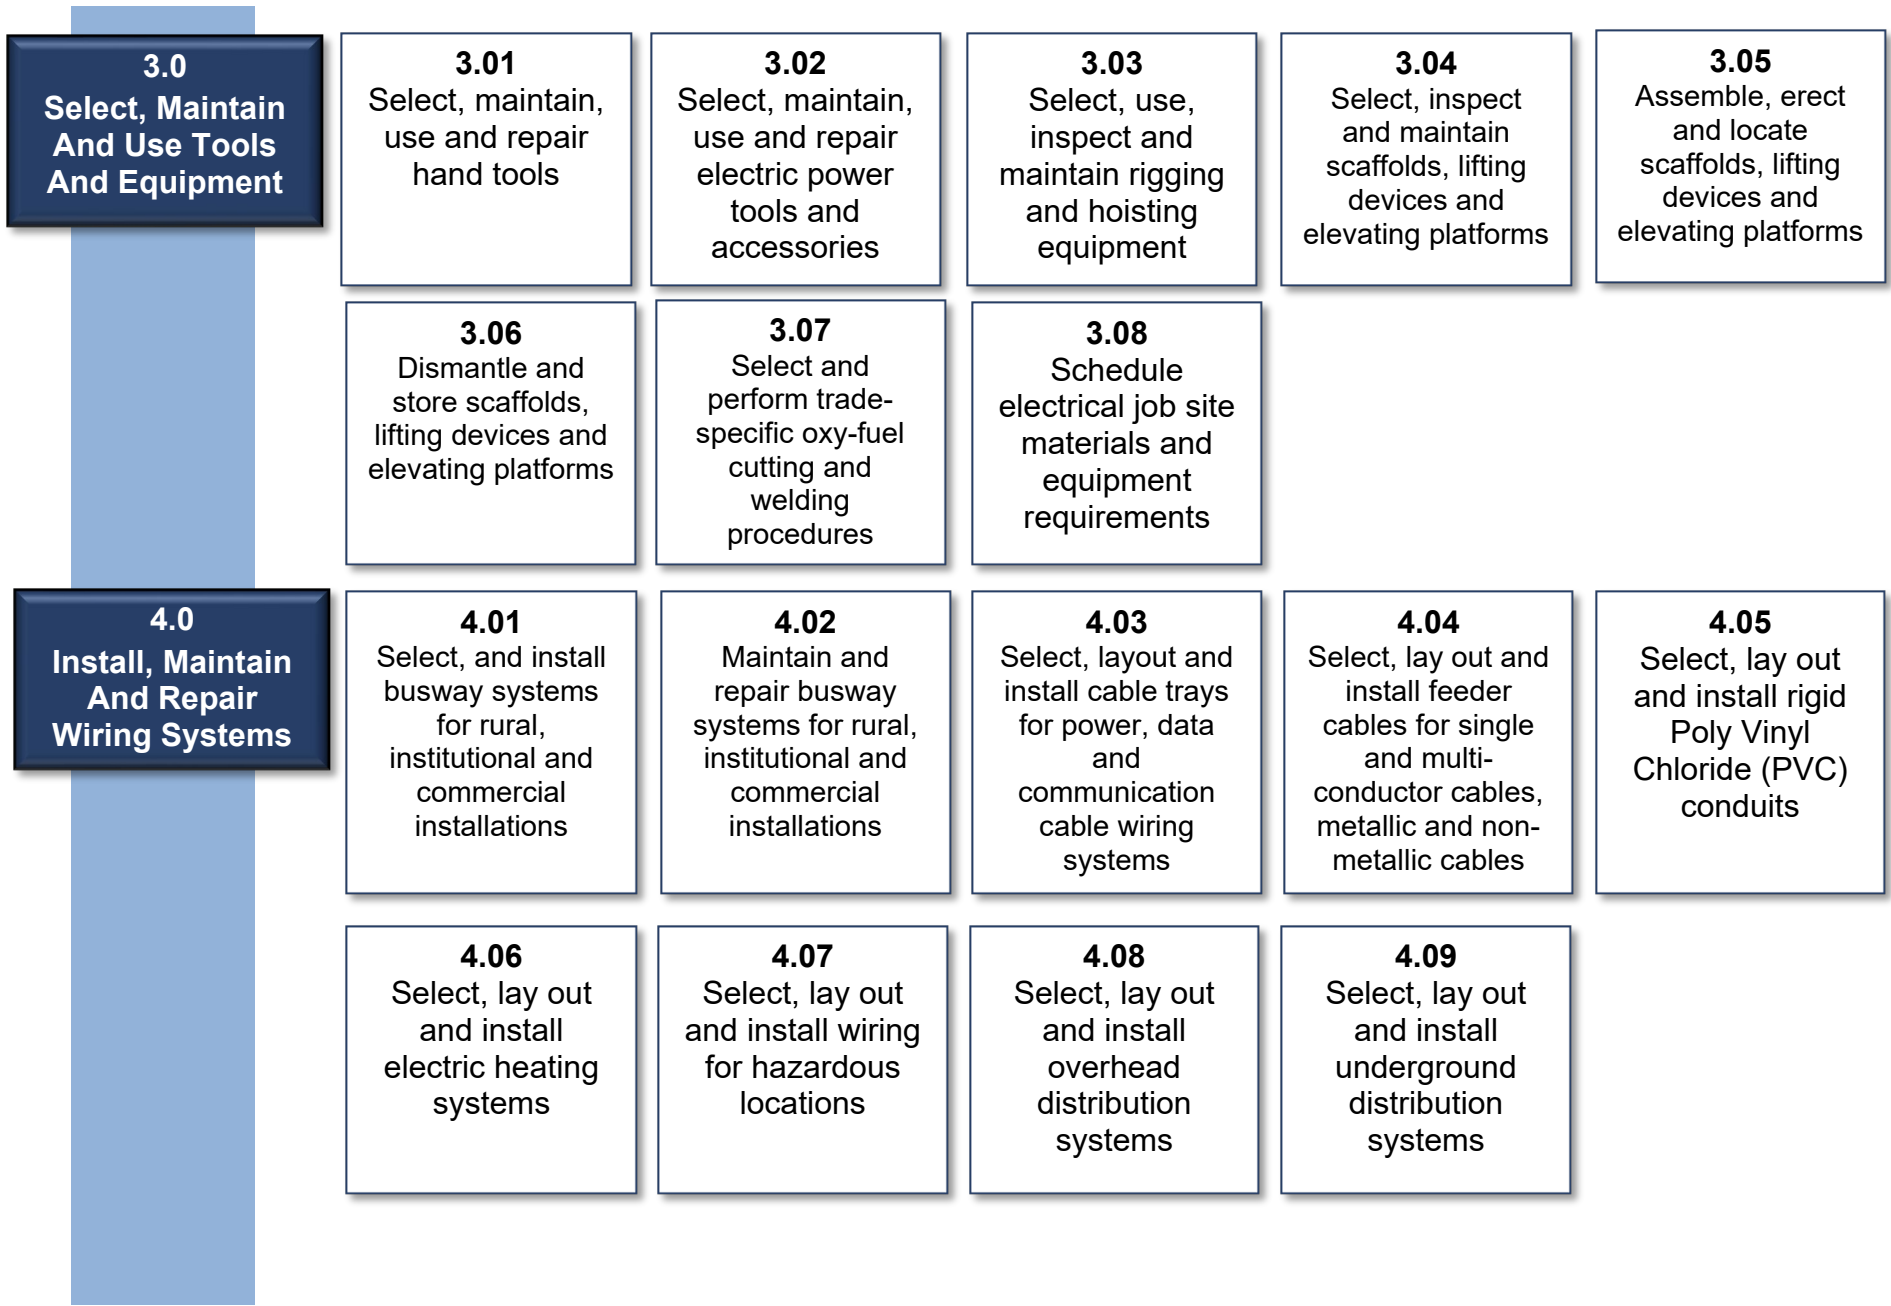 3.0
Select, Maintain
And Use Tools
And Equipment
3.01
Select, maintain,
use and repair
hand tools
3.02
Select, maintain,
use and repair
electric power
tools and
accessories
3.03
Select, use,
inspect and
maintain rigging
and hoisting
equipment
3.04
Select, inspect
and maintain
scaffolds, lifting
devices and
elevating platforms
3.05
Assemble, erect
and locate
scaffolds, lifting
devices and
elevating platforms
3.06
Dismantle and
store scaffolds,
lifting devices and
elevating platforms
3.07
Select and
perform trade-
specific oxy-fuel
cutting and
welding
procedures
3.08
Schedule
electrical job site
materials and
equipment
requirements
4.0
Install, Maintain
And Repair
Wiring Systems
4.01
Select, and install
busway systems
for rural,
institutional and
commercial
installations
4.02
Maintain and
repair busway
systems for rural,
institutional and
commercial
installations
4.03
Select, layout and
install cable trays
for power, data
and
communication
cable wiring
systems
4.04
Select, lay out and
install feeder
cables for single
and multi-
conductor cables,
metallic and non-
metallic cables
4.05
Select, lay out
and install rigid
Poly Vinyl
Chloride (PVC)
conduits
4.06
Select, lay out
and install
electric heating
systems
4.07
Select, lay out
and install wiring
for hazardous
locations
4.08
Select, lay out
and install
overhead
distribution
systems
4.09
Select, lay out
and install
underground
distribution
systems